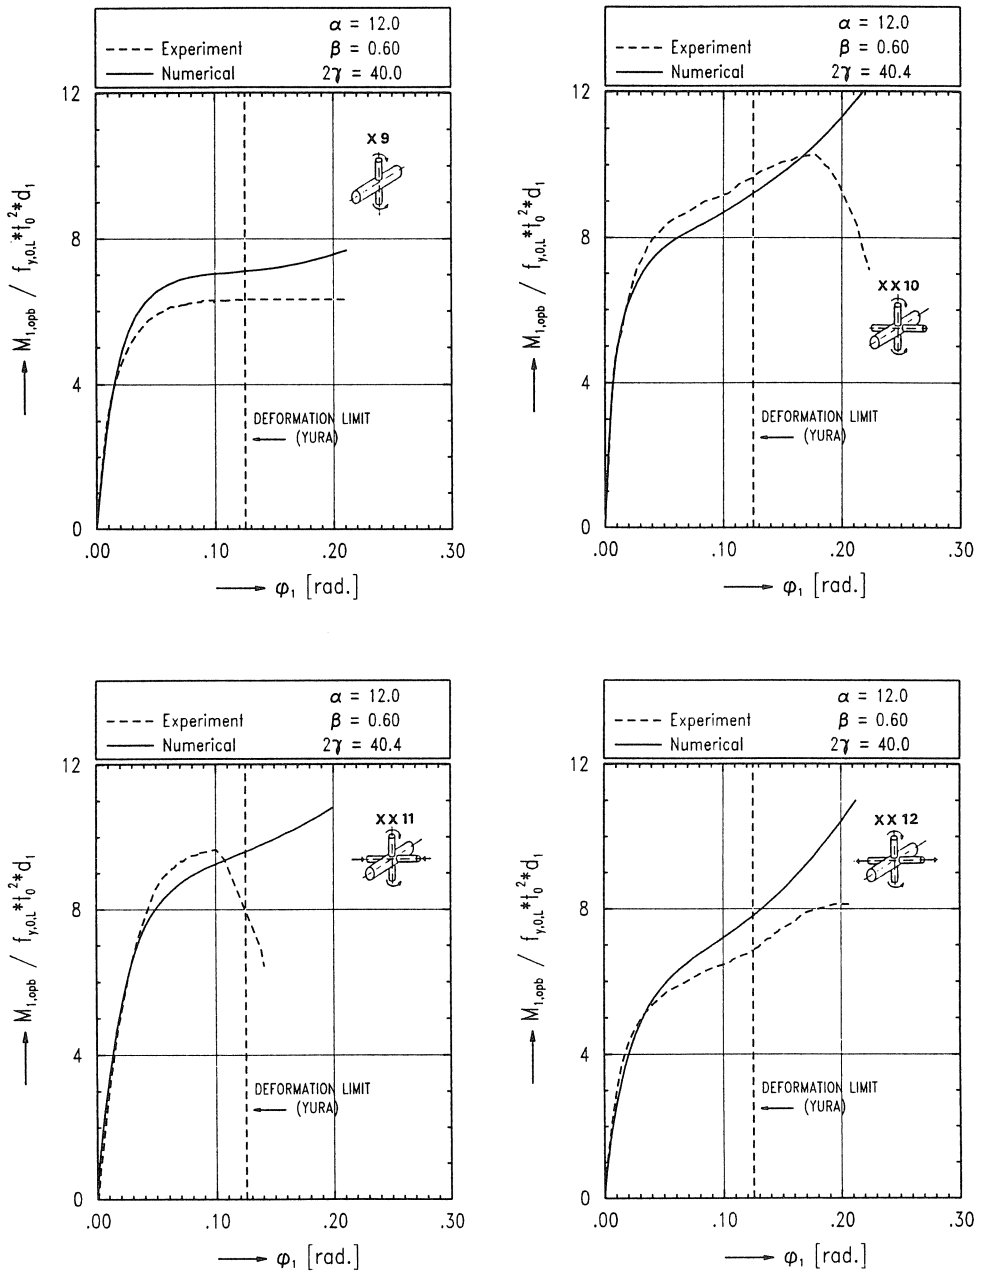 α = 12.0
Experiment β = 0.60
Numerical 2γ = 40.0
12
8
4
0
M1,opb / fy,0,L*t0²*d1
X 9
DEFORMATION LIMIT
(YURA)
.00 .10 .20 .30
φ1 [rad.]
α = 12.0
Experiment β = 0.60
Numerical 2γ = 40.4
12
8
4
0
M1,opb / fy,0,L*t0²*d1
X X 10
DEFORMATION LIMIT
(YURA)
.00 .10 .20 .30
φ1 [rad.]
α = 12.0
Experiment β = 0.60
Numerical 2γ = 40.4
12
8
4
0
M1,opb / fy,0,L*t0²*d1
X X 11
DEFORMATION LIMIT
(YURA)
.00 .10 .20 .30
φ1 [rad.]
α = 12.0
Experiment β = 0.60
Numerical 2γ = 40.0
12
8
4
0
M1,opb / fy,0,L*t0²*d1
X X 12
DEFORMATION LIMIT
(YURA)
.00 .10 .20 .30
φ1 [rad.]